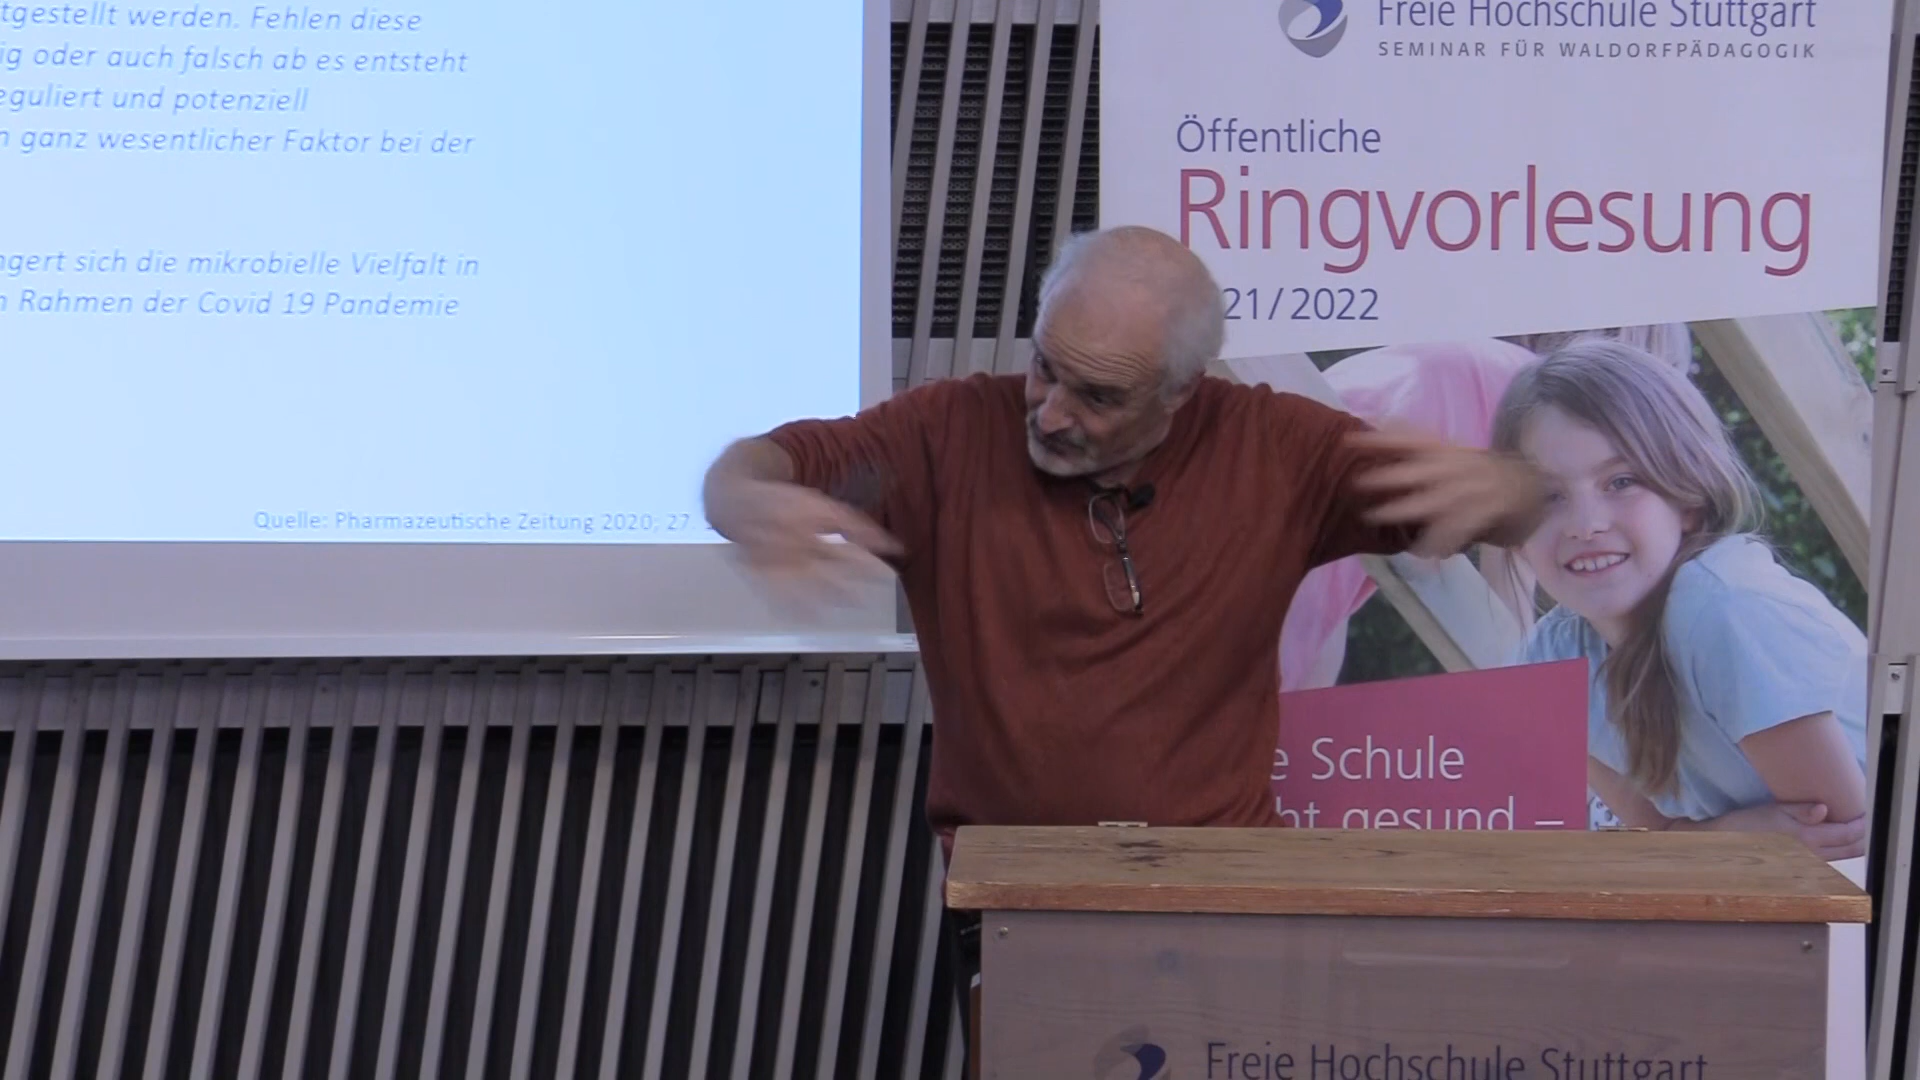 tgestellt werden. Fehlen diese
ig oder auch falsch ab es entsteht
eguliert und potenziell
n ganz wesentlicher Faktor bei der
ngert sich die mikrobielle Vielfalt in
n Rahmen der Covid 19 Pandemie
Quelle: Pharmazeutische Zeitung 2020; 27.
Freie Hochschule Stuttgart
SEMINAR FÜR WALDORFPÄDAGOGIK
Öffentliche
Ringvorlesung
21/2022
e Schule
ht gesund –
Freie Hochschule Stuttgart